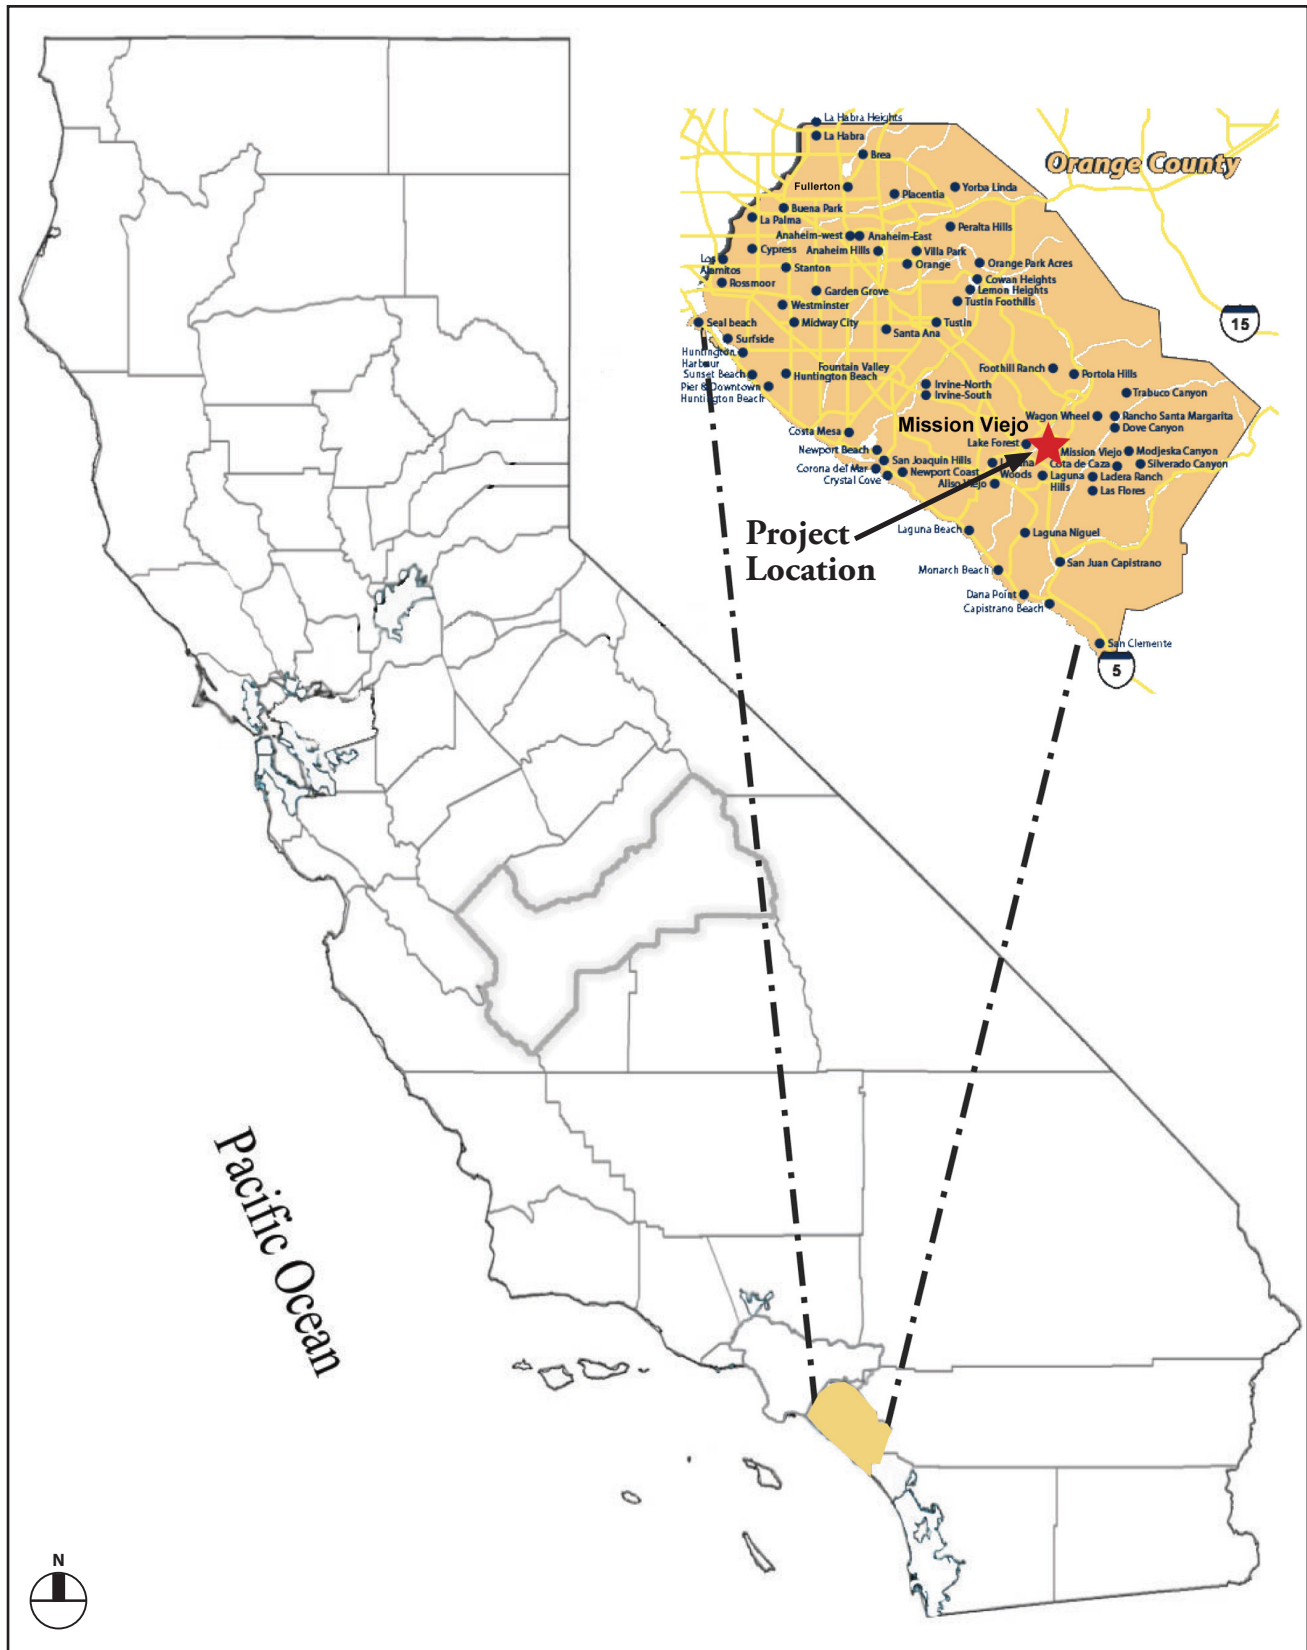 La Habra Heights
La Habra
Brea
Orange County
Fullerton
Placentia
Yorba Linda
Buena Park
La Palma
Peralta Hills
Anaheim-west
Anaheim-East
Cypress
Anaheim Hills
Villa Park
Los
Alamitos
Stanton
Orange
Orange Park Acres
Cowan Heights
Rossmoor
Garden Grove
Lemon Heights
Westminster
Tustin Foothills
Seal beach
Midway City
Santa Ana
Tustin
15
Surfside
Huntington
Harbour
Fountain Valley
Foothill Ranch
Portola Hills
Sunset Beach
Huntington Beach
Pier & Downtown
Huntington Beach
Irvine-North
Irvine-South
Trabuco Canyon
Wagon Wheel
Rancho Santa Margarita
Dove Canyon
Costa Mesa
Mission Viejo
Lake Forest
Newport Beach
Mission Viejo
Modjeska Canyon
San Joaquin Hills
Woods
Cota de Caza
Silverado Canyon
Corona del Mar
Newport Coast
Crystal Cove
Aliso Viejo
Laguna
Hills
Ladera Ranch
Las Flores
Project
Location
Laguna Beach
Laguna Niguel
Monarch Beach
San Juan Capistrano
Dana Point
Capistrano Beach
San Clemente
5
Pacific Ocean
N